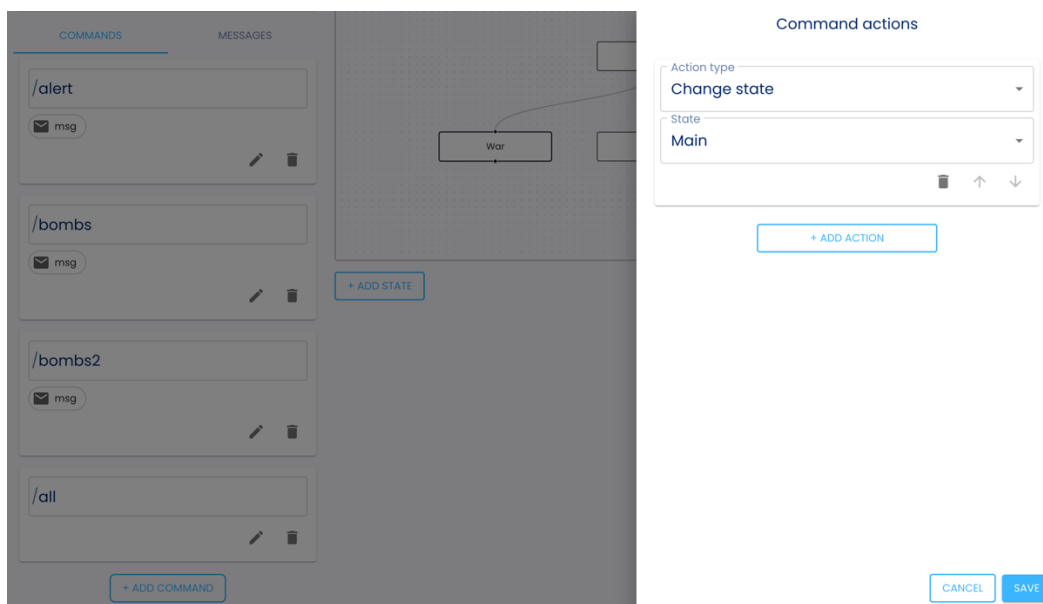 COMMANDS
MESSAGES
/alert
msg
/bombs
msg
/bombs2
msg
/all
+ ADD COMMAND
War
+ ADD STATE
Command actions
Action type
Change state
State
Main
+ ADD ACTION
CANCEL
SAVE